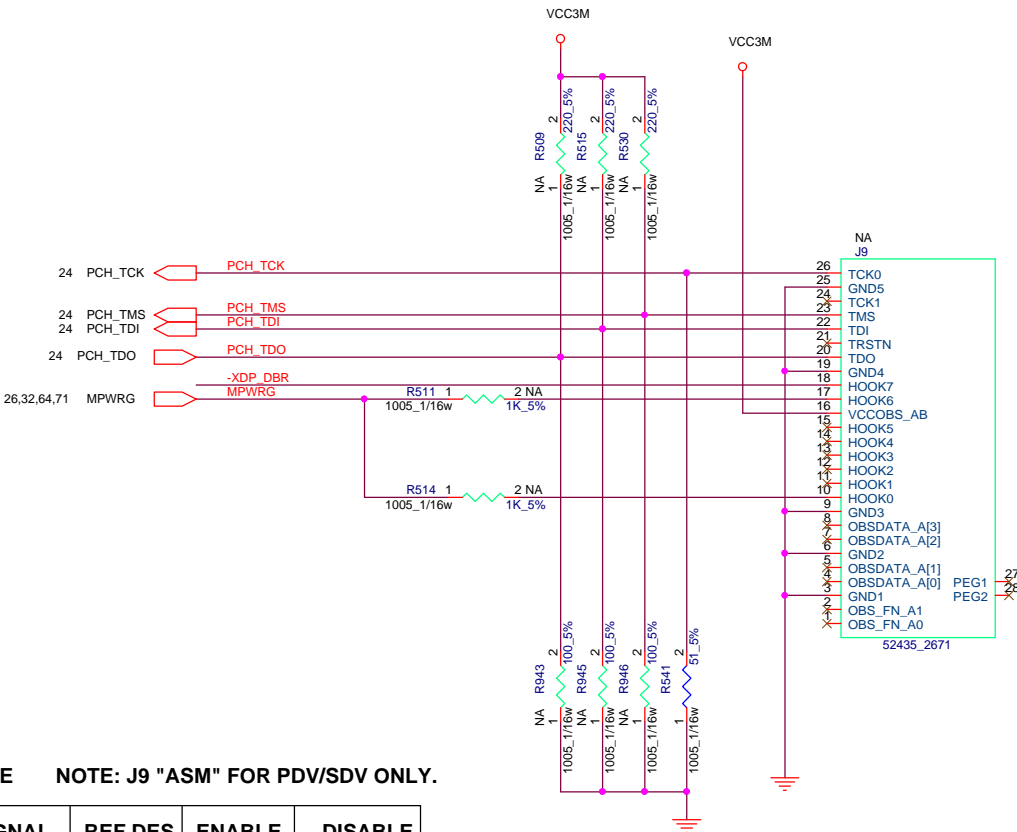 VCC3M
VCC3M
R509 2 220_5%
NA 1 1005_1/16w
R515 2 220_5%
NA 1 1005_1/16w
R530 2 220_5%
NA 1 1005_1/16w
NA
J9
24 PCH_TCK PCH_TCK
24 PCH_TMS PCH_TMS
24 PCH_TDI PCH_TDI
24 PCH_TDO PCH_TDO
-XDP_DBR
26,32,64,71 MPWRG MPWRG
R511 1 2 NA
1005_1/16w 1K_5%
R514 1 2 NA
1005_1/16w 1K_5%
26 TCK0
25 GND5
24 TCK1
23 TMS
22 TDI
21 TRSTN
20 TDO
19 GND4
18 HOOK7
17 HOOK6
16 VCCOBS_AB
15 HOOK5
14 HOOK4
13 HOOK3
12 HOOK2
11 HOOK1
10 HOOK0
9 GND3
8 OBSDATA_A[3]
7 OBSDATA_A[2]
6 GND2
5 OBSDATA_A[1]
4 OBSDATA_A[0] PEG1 27
3 GND1 PEG2 28
2 OBS_FN_A1
1 OBS_FN_A0
52435_2671
R943 2 100_5%
NA 1 1005_1/16w
R945 2 100_5%
NA 1 1005_1/16w
R946 2 100_5%
NA 1 1005_1/16w
R541 2 51_5%
1 1005_1/16w
E NOTE: J9 "ASM" FOR PDV/SDV ONLY.
GNAL REF DES ENABLE DISABLE